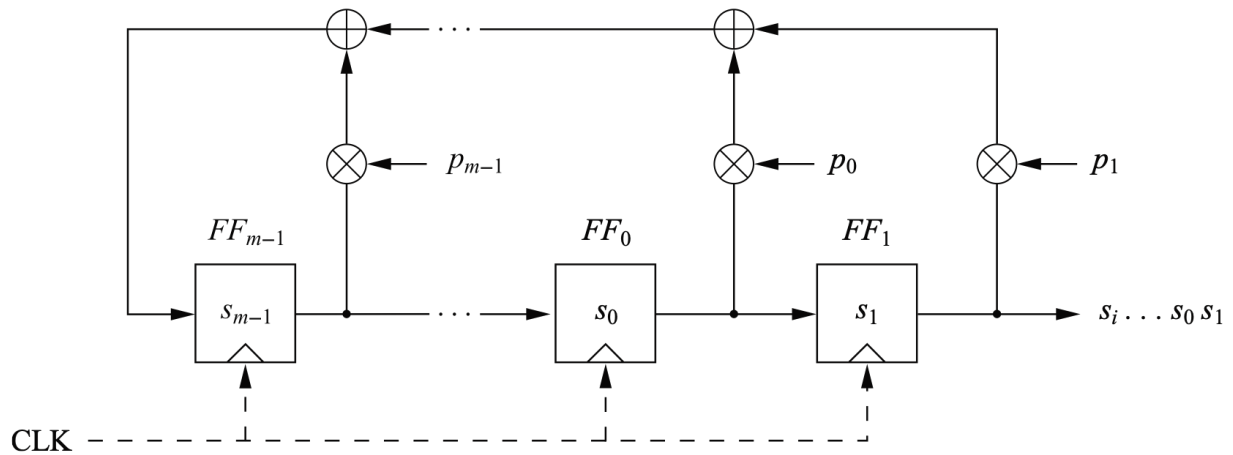 ⋯
p_{m−1} p_0 p_1
FF_{m−1} FF_0 FF_1
s_{m−1} ⋯ s_0 s_1 s_i . . . s_0 s_1
CLK